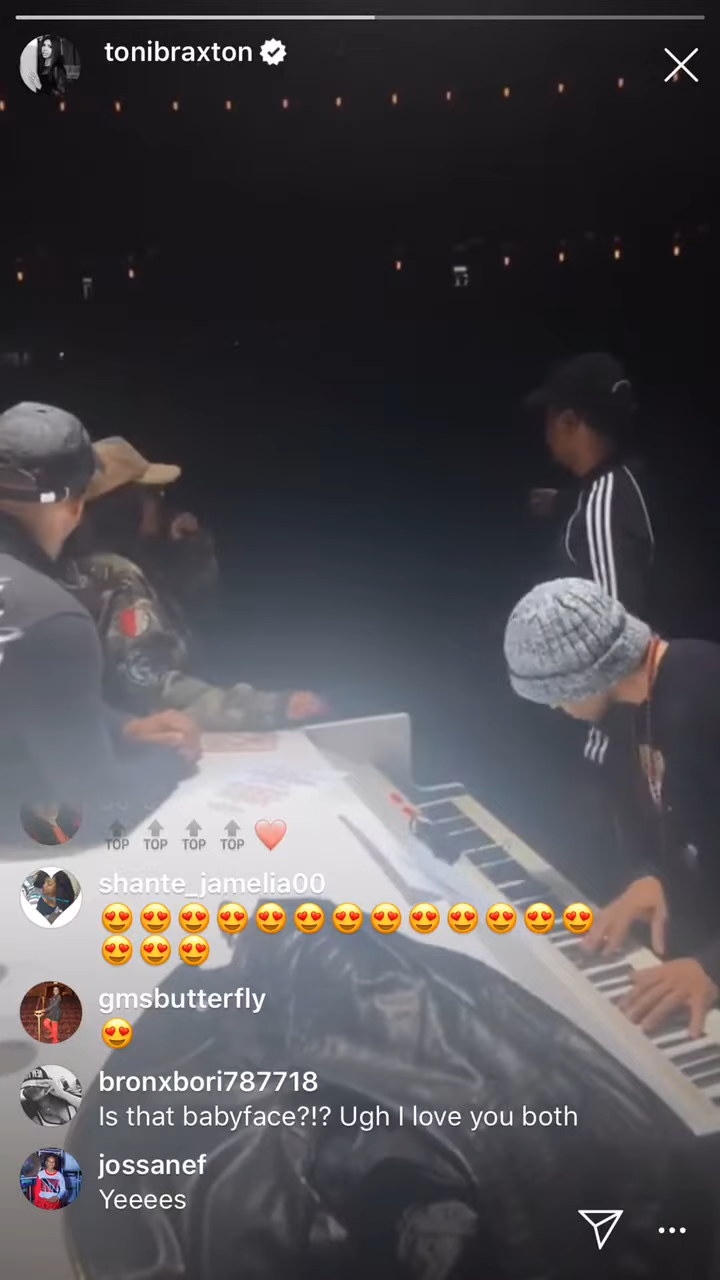 tonibraxton
TOP TOP TOP TOP
shante_jamelia00
gmsbutterfly
bronxbori787718
Is that babyface?!? Ugh I love you both
jossanef
Yeeees